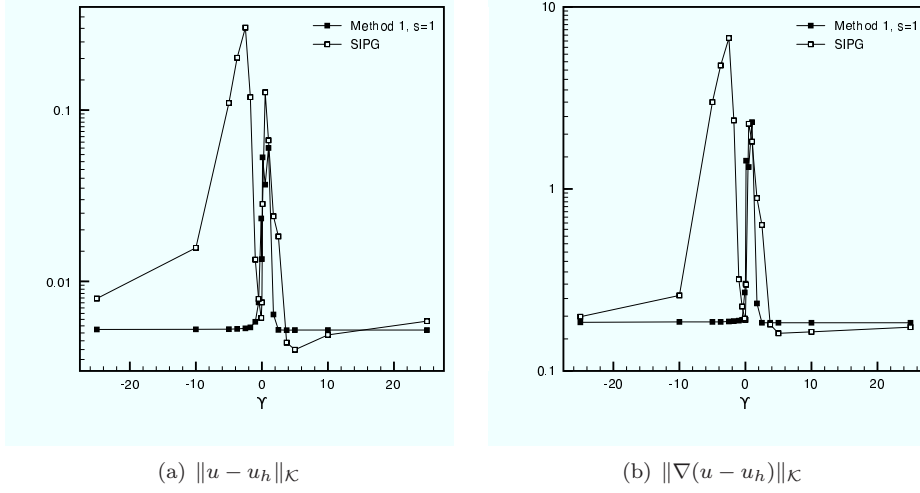 Method 1, s=1
SIPG
0.1
0.01
-20 -10 0 10 20
ϒ
(a) ‖u − u_h‖_𝒦
10
Method 1, s=1
SIPG
1
0.1
-20 -10 0 10 20
ϒ
(b) ‖∇(u − u_h)‖_𝒦